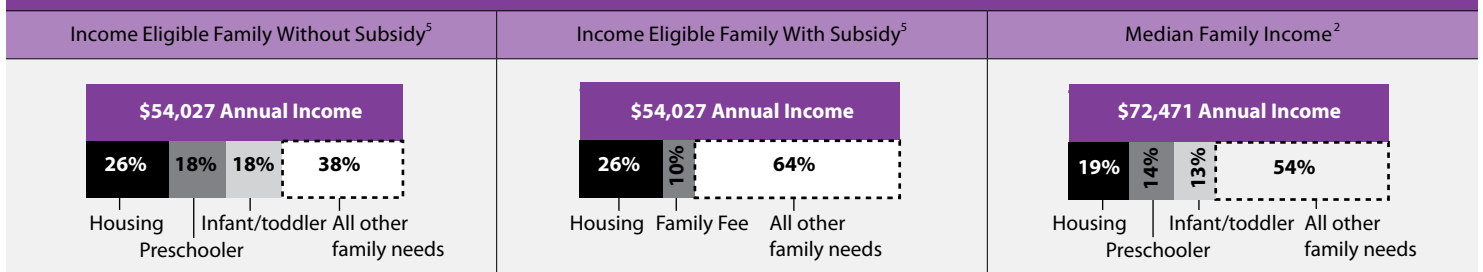 Income Eligible Family Without Subsidy5
$54,027 Annual Income
26% 18% 18% 38%
Housing Infant/toddler All other
Preschooler family needs
Income Eligible Family With Subsidy5
$54,027 Annual Income
26% 10% 64%
Housing Family Fee All other
family needs
Median Family Income2
$72,471 Annual Income
19% 14% 13% 54%
Housing Infant/toddler All other
Preschooler family needs